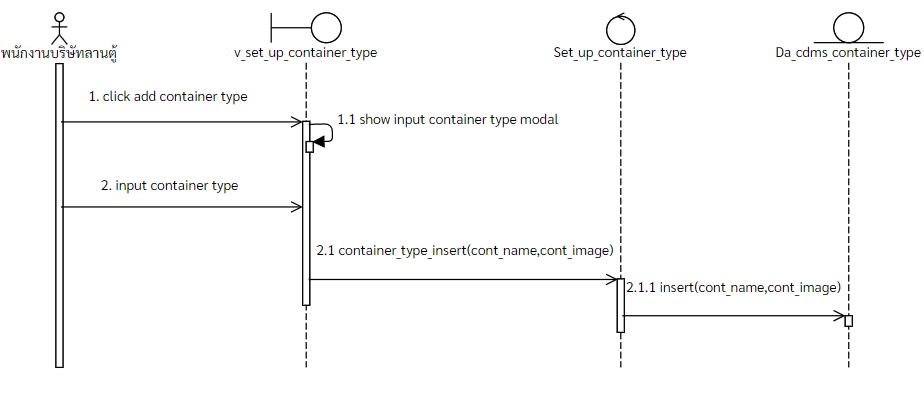 พนักงานบริษัทลานตู้
v_set_up_container_type
Set_up_container_type
Da_cdms_container_type
1. click add container type
1.1 show input container type modal
2. input container type
2.1 container_type_insert(cont_name,cont_image)
2.1.1 insert(cont_name,cont_image)